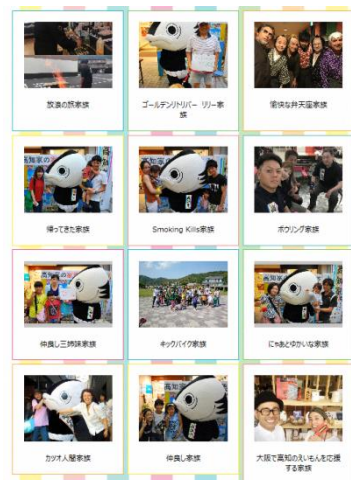 放浪の旅家族
ゴールデンリトリバー リリー家
族
愉快な弁天座家族
帰ってきた家族
Smoking Kills家族
ボウリング家族
仲良し三姉妹家族
キックバイク家族
にゃあとゆかいな家族
カツオ人間家族
仲良し家族
大阪で高知のえいもんを応援
する家族